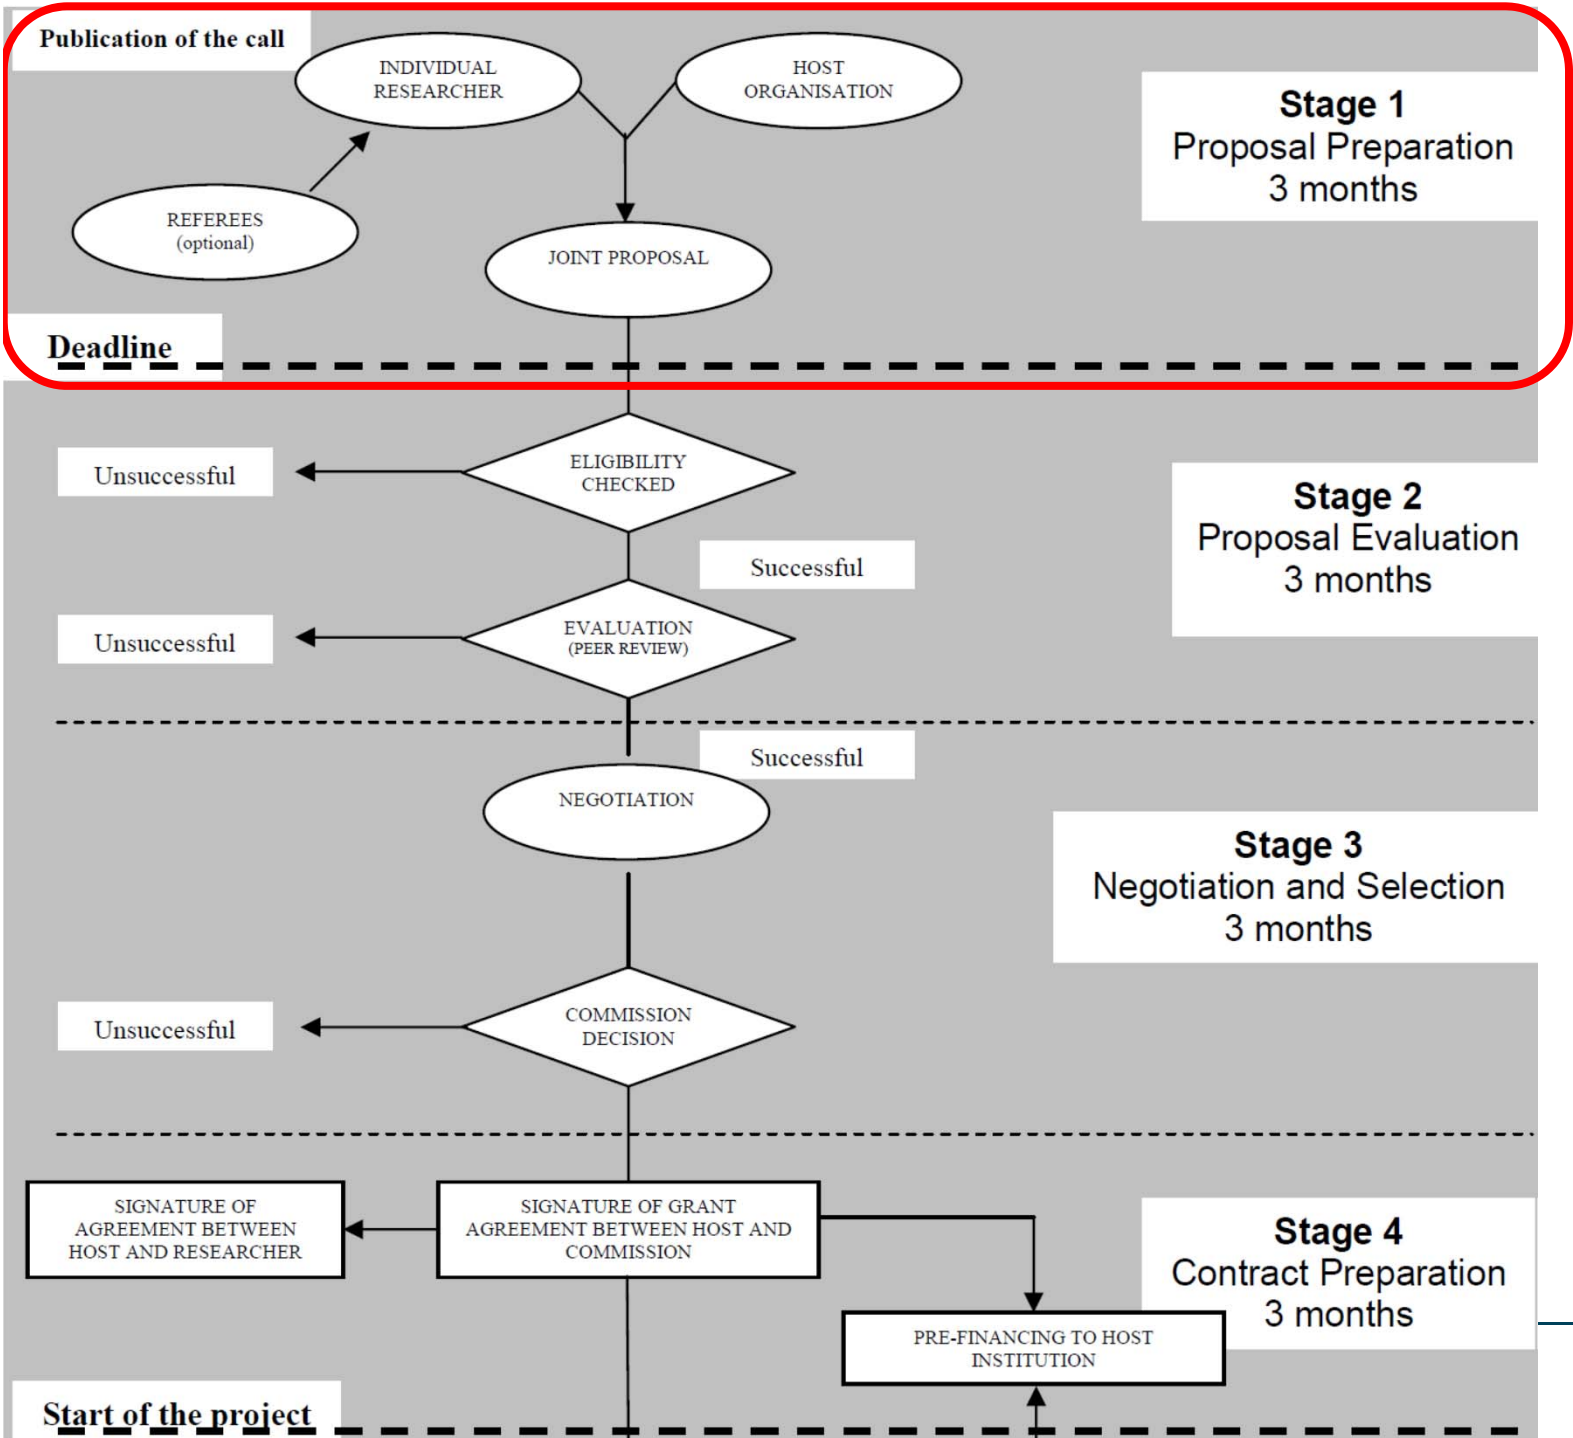 Publication of the call
INDIVIDUAL
RESEARCHER
HOST
ORGANISATION
Stage 1
Proposal Preparation
3 months
REFEREES
(optional)
JOINT PROPOSAL
Deadline
ELIGIBILITY
CHECKED
Unsuccessful
Stage 2
Proposal Evaluation
3 months
Successful
EVALUATION
(PEER REVIEW)
Unsuccessful
Successful
NEGOTIATION
Stage 3
Negotiation and Selection
3 months
COMMISSION
DECISION
Unsuccessful
SIGNATURE OF
AGREEMENT BETWEEN
HOST AND RESEARCHER
SIGNATURE OF GRANT
AGREEMENT BETWEEN HOST AND
COMMISSION
Stage 4
Contract Preparation
3 months
PRE-FINANCING TO HOST
INSTITUTION
Start of the project